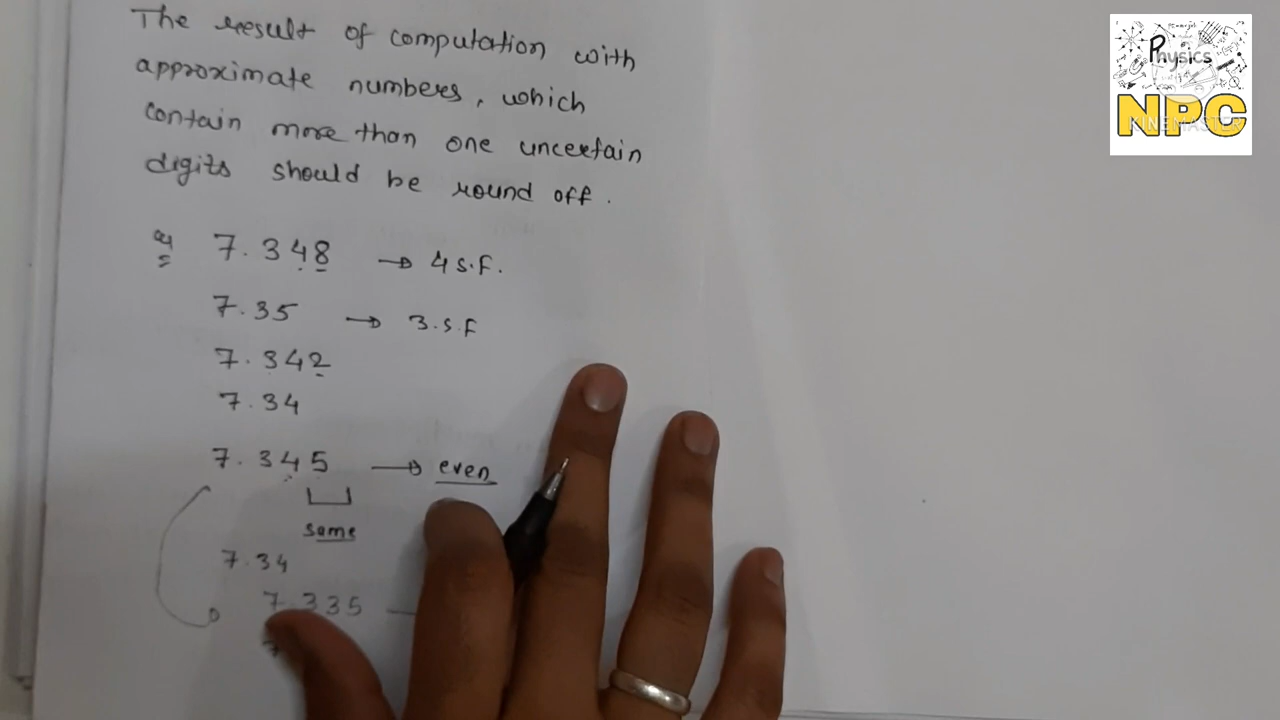 The result of computation with
approximate numbers, which
contain more than one uncertain
digits should be round off.
eg 7.348 → 4 s.f.
7.35 → 3.s.f
7.342
7.34
7.345 → even
same
7.34
7.335
Physics
NPC
KINEMASTER